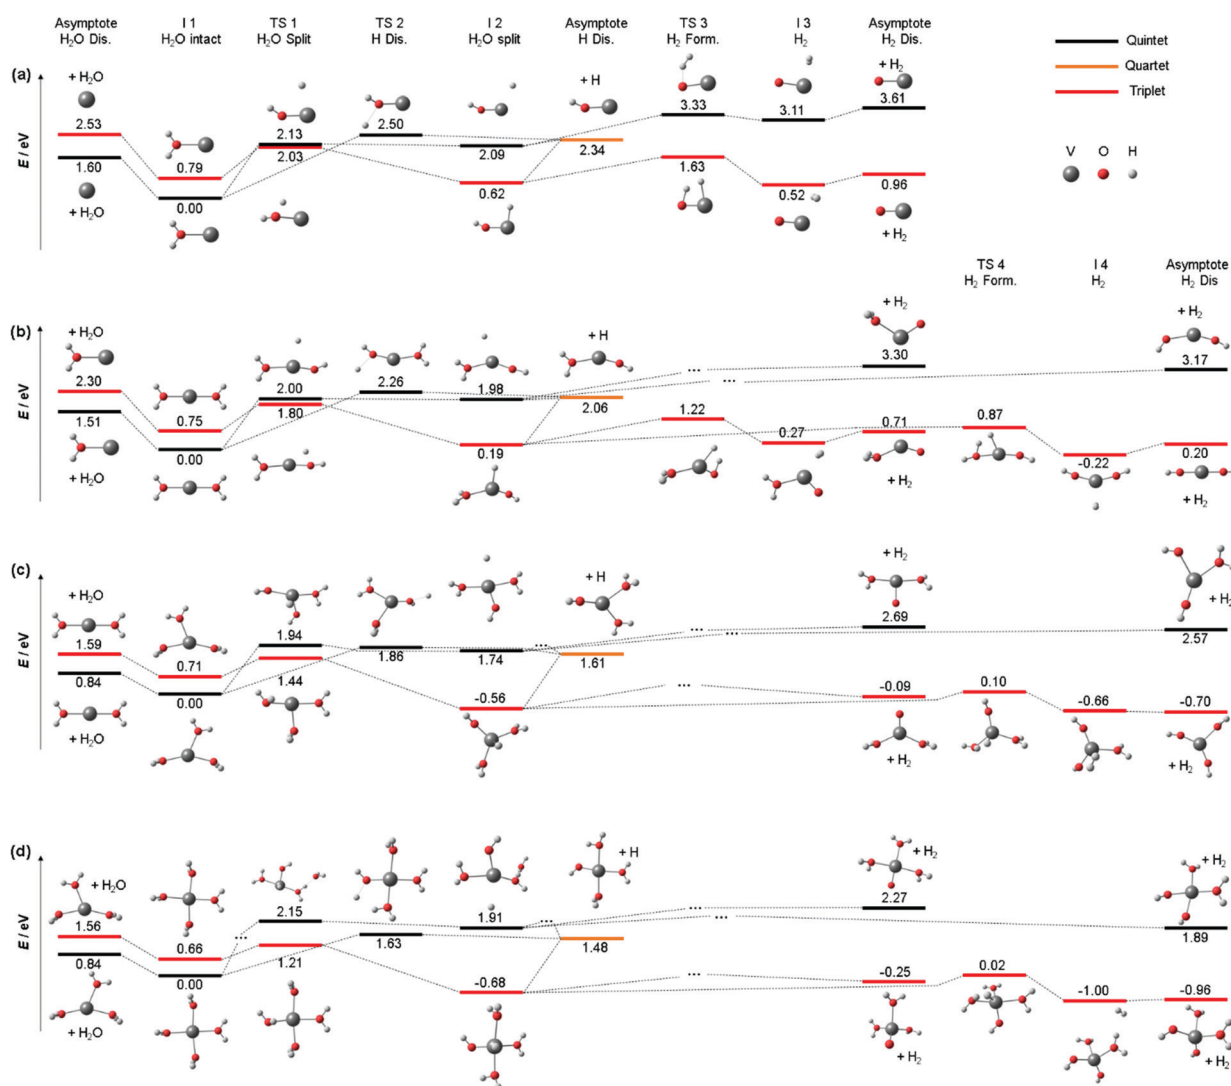 Asymptote
H₂O Dis.
I 1
H₂O intact
TS 1
H₂O Split
TS 2
H Dis.
I 2
H₂O split
Asymptote
H Dis.
TS 3
H₂ Form.
I 3
H₂
Asymptote
H₂ Dis.
Quintet
Quartet
Triplet
V O H
(a)
E / eV
+ H₂O
2.53
1.60
+ H₂O
0.79
0.00
2.13
2.03
2.50
2.09
0.62
+ H
2.34
3.33
1.63
3.11
0.52
+ H₂
3.61
0.96
+ H₂
TS 4
H₂ Form.
I 4
H₂
Asymptote
H₂ Dis
(b)
E / eV
+ H₂O
2.30
1.51
+ H₂O
0.75
0.00
2.00
1.80
2.26
1.98
0.19
+ H
2.06
...
...
1.22
0.27
+ H₂
3.30
0.71
+ H₂
0.87
-0.22
+ H₂
3.17
0.20
+ H₂
(c)
E / eV
+ H₂O
1.59
0.84
+ H₂O
0.71
0.00
1.94
1.44
1.86
1.74
-0.56
...
+ H
1.61
...
...
...
+ H₂
2.69
-0.09
+ H₂
0.10
-0.66
+ H₂
2.57
-0.70
+ H₂
(d)
E / eV
+ H₂O
1.56
0.84
+ H₂O
0.66
0.00
...
2.15
1.21
1.63
1.91
-0.68
...
+ H
1.48
...
...
...
+ H₂
2.27
-0.25
+ H₂
0.02
-1.00
+ H₂
1.89
-0.96
+ H₂